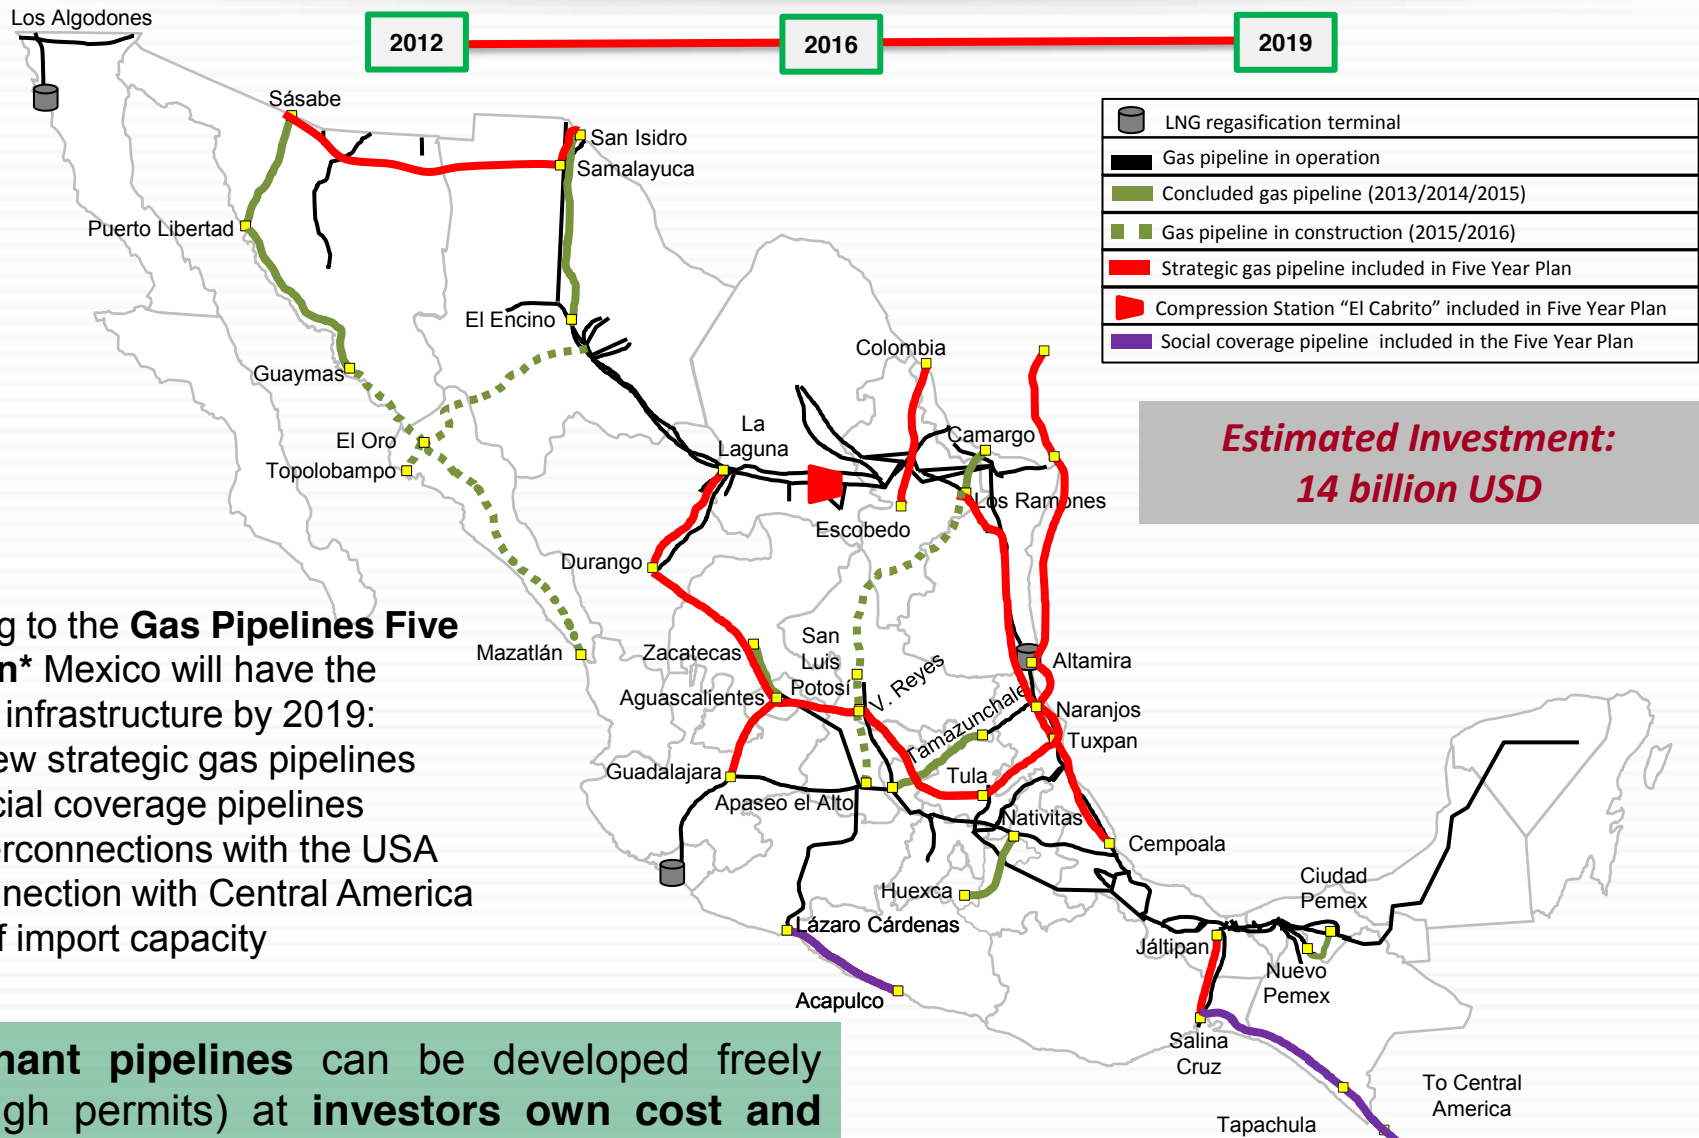 Los Algodones
2012
2016
2019
Sásabe
San Isidro
Samalayuca
Puerto Libertad
El Encino
Guaymas
Colombia
LNG regasification terminal
Gas pipeline in operation
Concluded gas pipeline (2013/2014/2015)
Gas pipeline in construction (2015/2016)
Strategic gas pipeline included in Five Year Plan
Compression Station “El Cabrito” included in Five Year Plan
Social coverage pipeline included in the Five Year Plan
Estimated Investment:
14 billion USD
El Oro
Topolobampo
La
Laguna
Camargo
Los Ramones
Escobedo
Durango
Mazatlán
Zacatecas
San
Luis
Potosí
V. Reyes
Aguascalientes
Altamira
Naranjos
Tuxpan
Tamazunchale
Guadalajara
Apaseo el Alto
Tula
Nativitas
Cempoala
Huexca
Lázaro Cárdenas
Acapulco
Ciudad
Pemex
Jáltipan
Nuevo
Pemex
Salina
Cruz
To Central
America
Tapachula
g to the Gas Pipelines Five
n* Mexico will have the
infrastructure by 2019:
ew strategic gas pipelines
cial coverage pipelines
erconnections with the USA
nnection with Central America
f import capacity
nant pipelines can be developed freely
gh permits) at investors own cost and